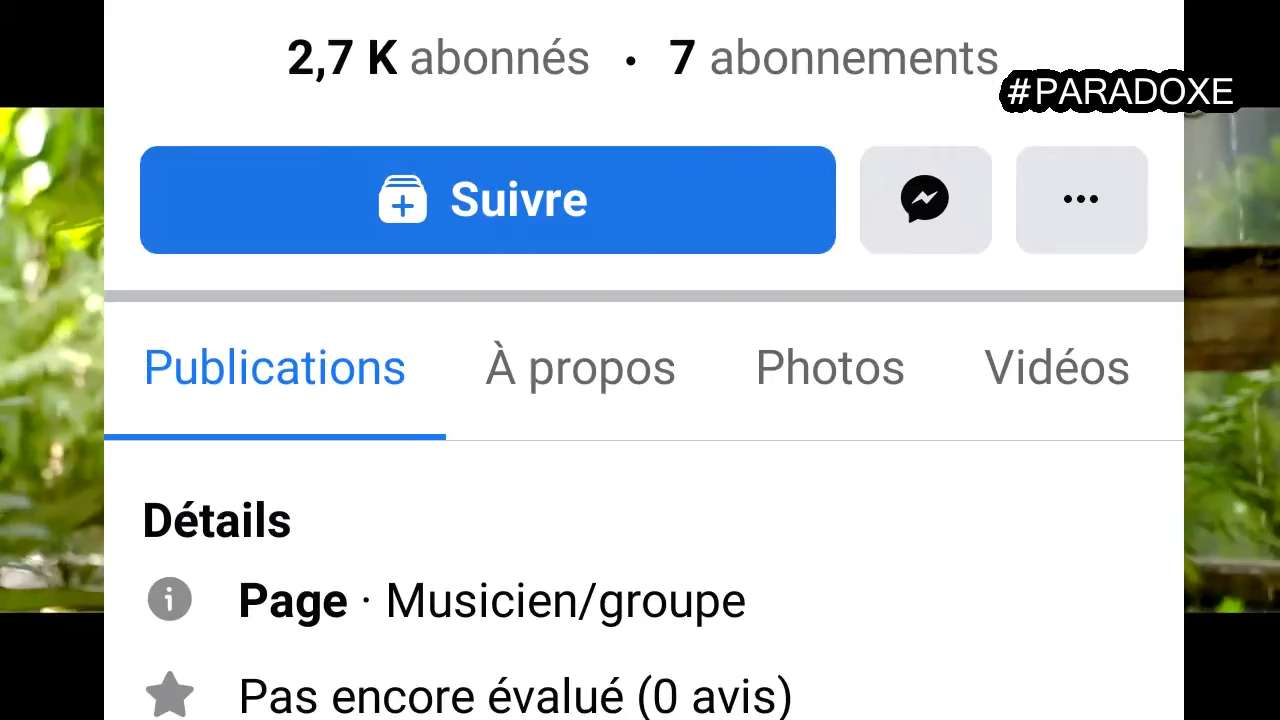 2,7 K abonnés • 7 abonnements
#PARADOXE
Suivre
Publications À propos Photos Vidéos
Détails
Page · Musicien/groupe
Pas encore évalué (0 avis)